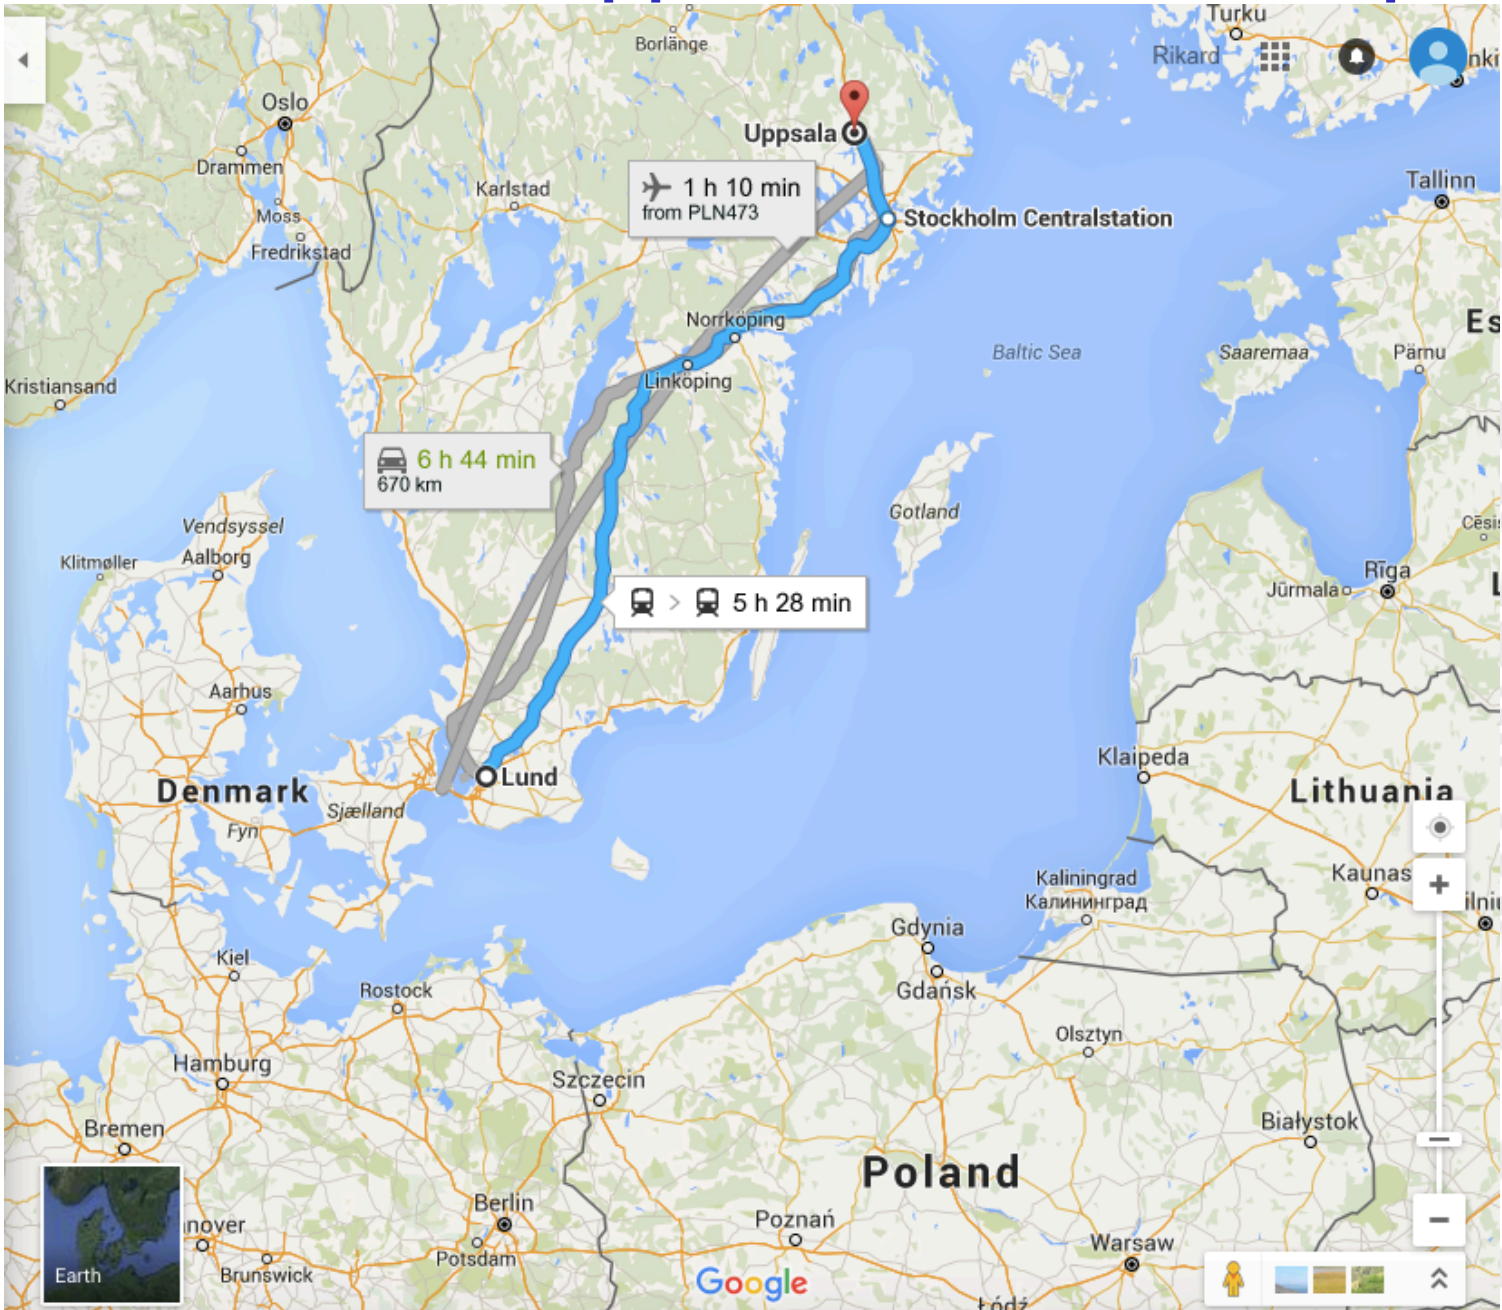 Turku
Borlänge
Rikard
Oslo
Uppsala
Drammen
Karlstad
1 h 10 min
from PLN473
Tallinn
Moss
Stockholm Centralstation
Fredrikstad
Norrköping
Baltic Sea
Saaremaa
Pärnu
Linköping
Kristiansand
6 h 44 min
670 km
Gotland
Vendsyssel
Klitmøller
Aalborg
Rīga
Jūrmala
> 5 h 28 min
Aarhus
Klaipeda
Lund
Denmark
Sjælland
Lithuania
Fyn
Kaunas
Kaliningrad
Калининград
Gdynia
Kiel
Rostock
Gdańsk
Olsztyn
Hamburg
Szczecin
Bremen
Białystok
Poland
Berlin
nover
Poznań
Potsdam
Warsaw
Earth
Brunswick
Google
Łódź